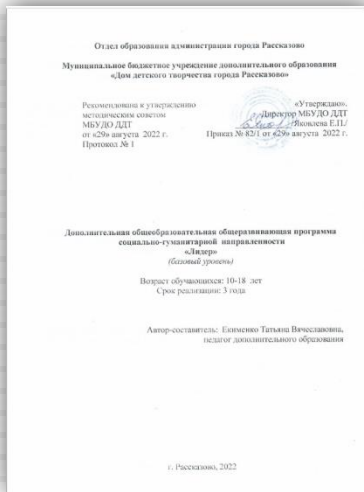 Отдел образования администрации города Рассказово
Муниципальное бюджетное учреждение дополнительного образования
«Дом детского творчества города Рассказово»
Рекомендована к утверждению
методическим советом
МБУДО ДДТ
от «29» августа 2022 г.
Протокол № 1
«Утверждаю».
Директор МБУДО ДДТ
Яковлева Е.П./
Приказ № 82/1 от «29» августа 2022 г.
Дополнительная общеобразовательная общеразвивающая программа
социально-гуманитарной направленности
«Лидер»
(базовый уровень)
Возраст обучающихся: 10-18 лет
Срок реализации: 3 года
Автор-составитель: Екименко Татьяна Вячеславовна,
педагог дополнительного образования
г. Рассказово, 2022